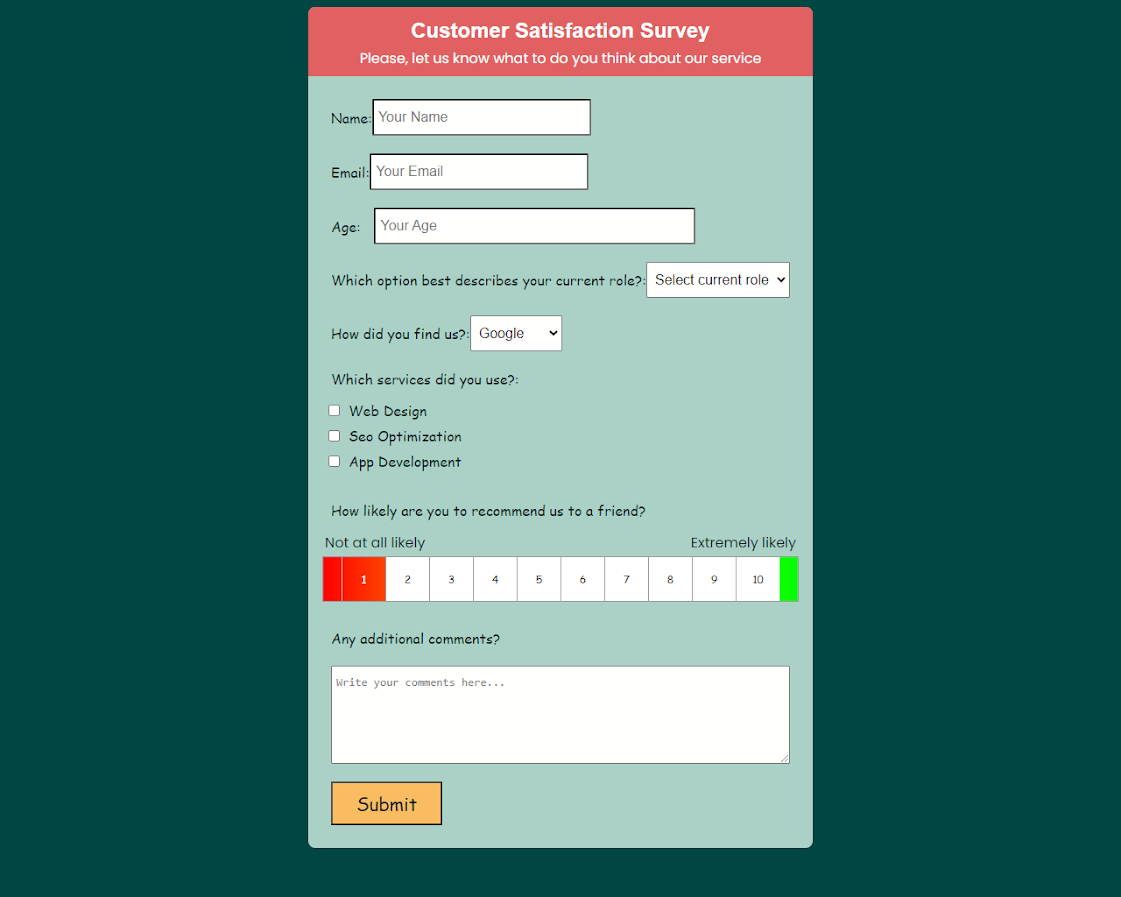 Customer Satisfaction Survey
Please, let us know what to do you think about our service
Name: Your Name
Email: Your Email
Age: Your Age
Which option best describes your current role?: Select current role
How did you find us?: Google
Which services did you use?:
Web Design
Seo Optimization
App Development
How likely are you to recommend us to a friend?
Not at all likely Extremely likely
1 2 3 4 5 6 7 8 9 10
Any additional comments?
Write your comments here...
Submit